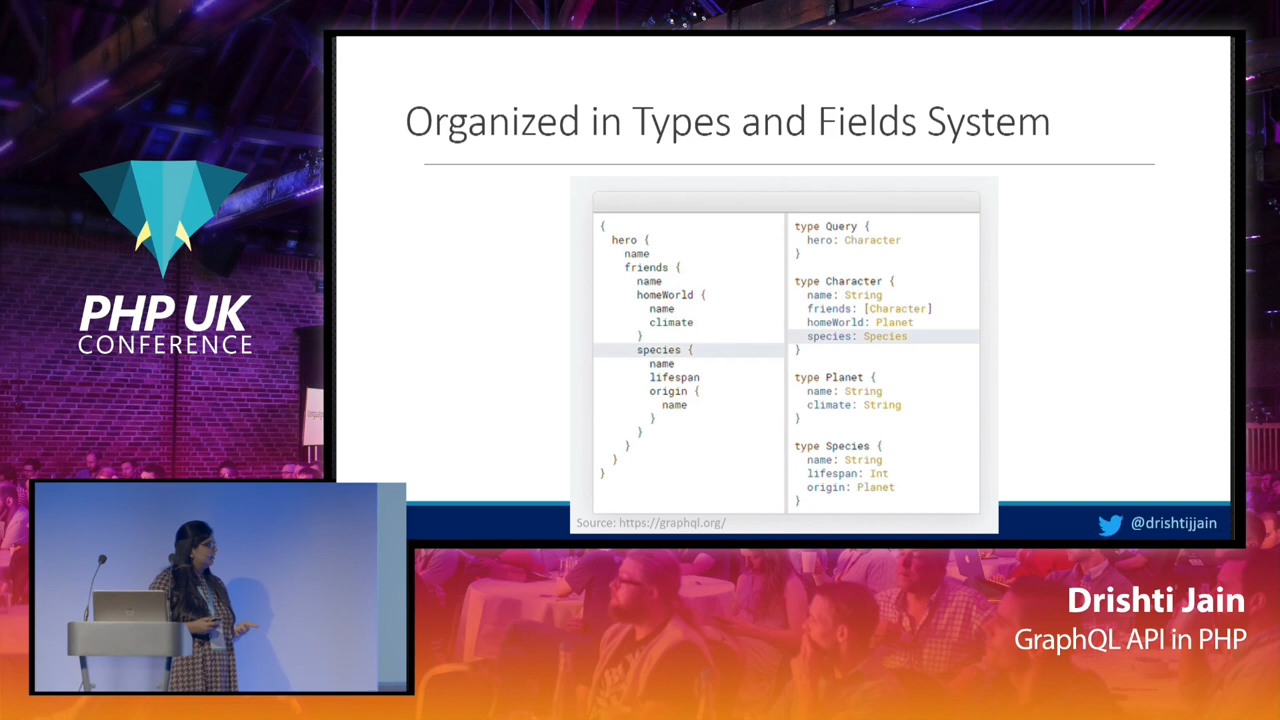 Organized in Types and Fields System
{
hero {
name
friends {
name
homeWorld {
name
climate
}
species {
name
lifespan
origin {
name
}
}
}
}
}
type Query {
hero: Character
}
type Character {
name: String
friends: [Character]
homeWorld: Planet
species: Species
}
type Planet {
name: String
climate: String
}
type Species {
name: String
lifespan: Int
origin: Planet
}
Source: https://graphql.org/
@drishtijjain
PHP UK
CONFERENCE
Drishti Jain
GraphQL API in PHP